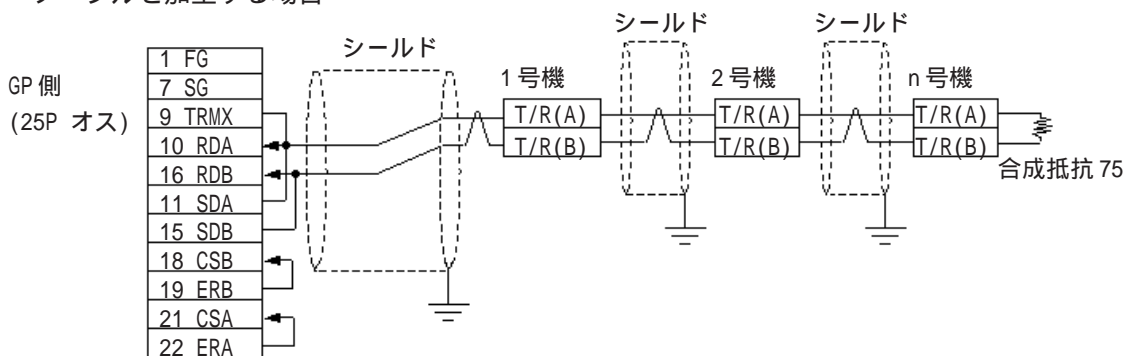 ケーブルを加工する場合
シールド
シールド
シールド
GP 側
(25P オス)
1 FG
7 SG
9 TRMX
10 RDA
16 RDB
11 SDA
15 SDB
18 CSB
19 ERB
21 CSA
22 ERA
1号機
T/R(A)
T/R(B)
2号機
T/R(A)
T/R(B)
n号機
T/R(A)
T/R(B)
合成抵抗 75